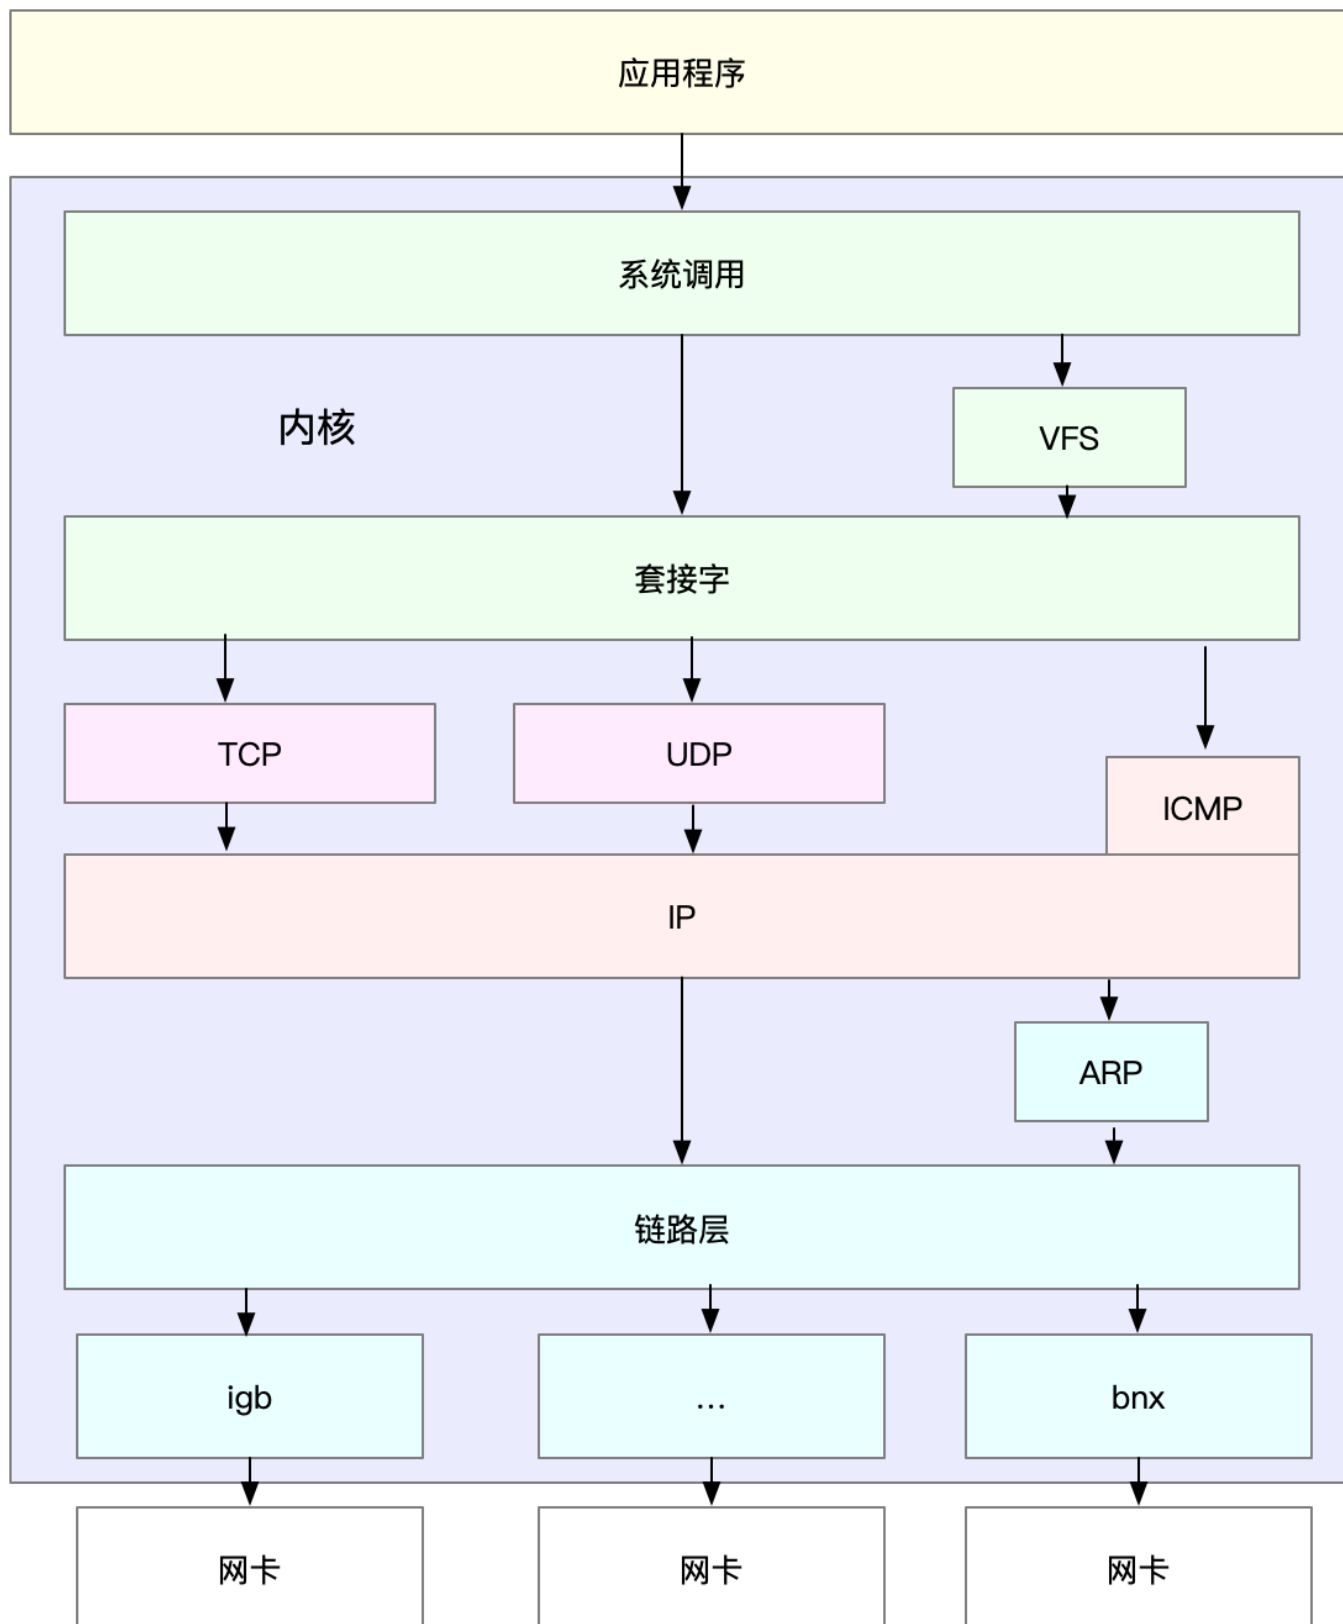 应用程序
系统调用
内核
VFS
套接字
TCP
UDP
ICMP
IP
ARP
链路层
igb
...
bnx
网卡
网卡
网卡